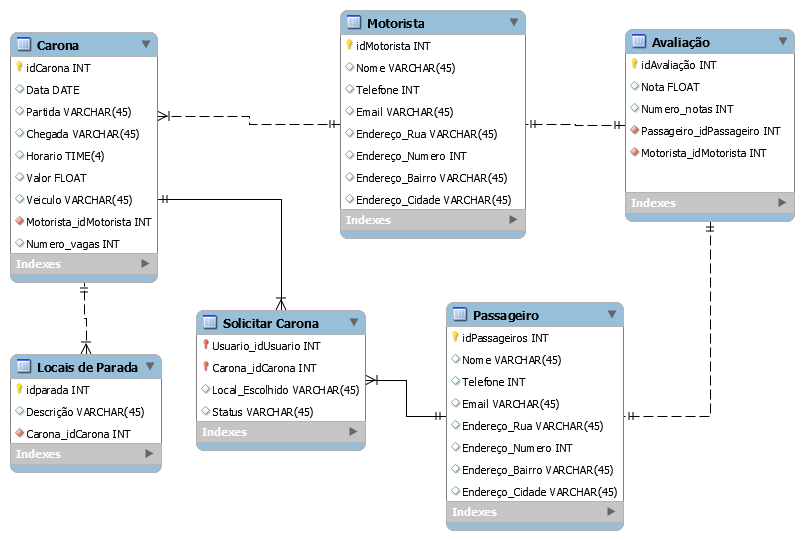 Carona
idCarona INT
Data DATE
Partida VARCHAR(45)
Chegada VARCHAR(45)
Horario TIME(4)
Valor FLOAT
Veiculo VARCHAR(45)
Motorista_idMotorista INT
Numero_vagas INT
Indexes
Motorista
idMotorista INT
Nome VARCHAR(45)
Telefone INT
Email VARCHAR(45)
Endereço_Rua VARCHAR(45)
Endereço_Numero INT
Endereço_Bairro VARCHAR(45)
Endereço_Cidade VARCHAR(45)
Indexes
Avaliação
idAvaliação INT
Nota FLOAT
Numero_notas INT
Passageiro_idPassageiro INT
Motorista_idMotorista INT
Indexes
Locais de Parada
idparada INT
Descrição VARCHAR(45)
Carona_idCarona INT
Indexes
Solicitar Carona
Usuario_idUsuario INT
Carona_idCarona INT
Local_Escolhido VARCHAR(45)
Status VARCHAR(45)
Indexes
Passageiro
idPassageiros INT
Nome VARCHAR(45)
Telefone INT
Email VARCHAR(45)
Endereço_Rua VARCHAR(45)
Endereço_Numero INT
Endereço_Bairro VARCHAR(45)
Endereço_Cidade VARCHAR(45)
Indexes